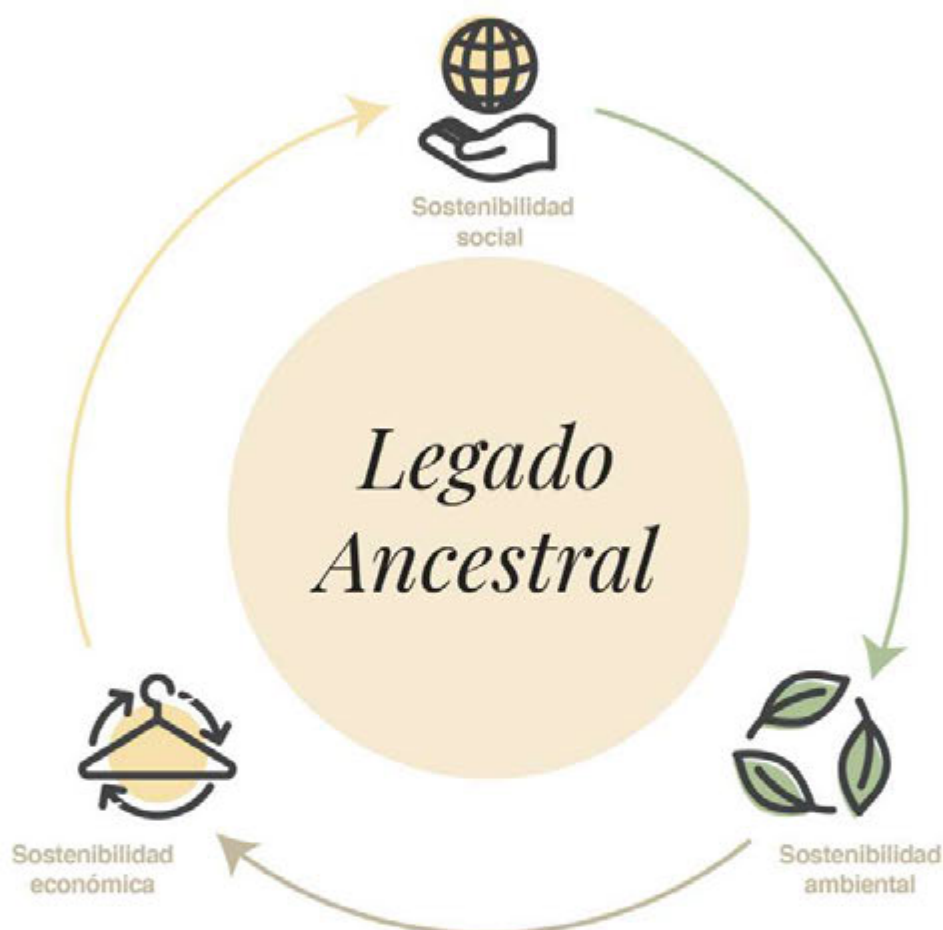 Sostenibilidad
social
Legado
Ancestral
Sostenibilidad
económica
Sostenibilidad
ambiental